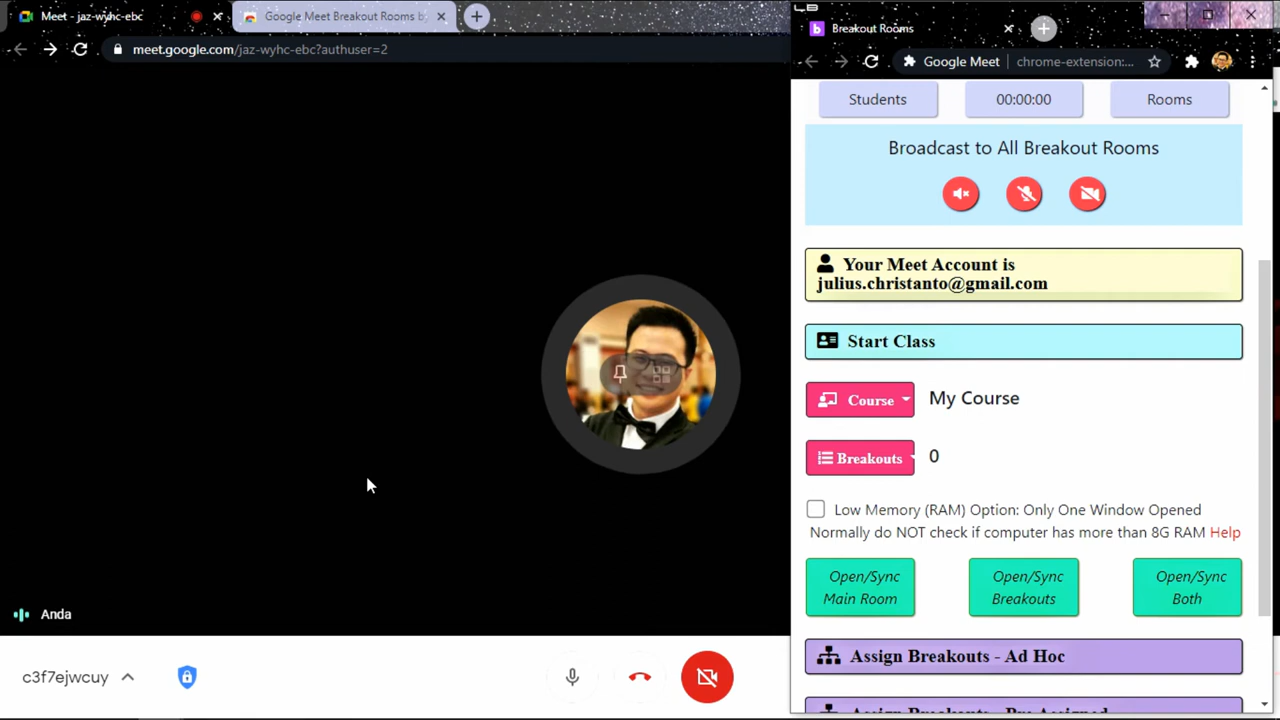 Meet - jaz-wyhc-ebc
Google Meet Breakout Rooms b
Breakout Rooms
meet.google.com/jaz-wyhc-ebc?authuser=2
Google Meet
chrome-extension:...
Students
00:00:00
Rooms
Broadcast to All Breakout Rooms
Your Meet Account is
julius.christanto@gmail.com
Start Class
Course
My Course
Breakouts
0
Low Memory (RAM) Option: Only One Window Opened
Normally do NOT check if computer has more than 8G RAM Help
Open/Sync
Main Room
Open/Sync
Breakouts
Open/Sync
Both
Anda
Assign Breakouts - Ad Hoc
c3f7ejwcuy
Assign Breakouts - Pre Assigned